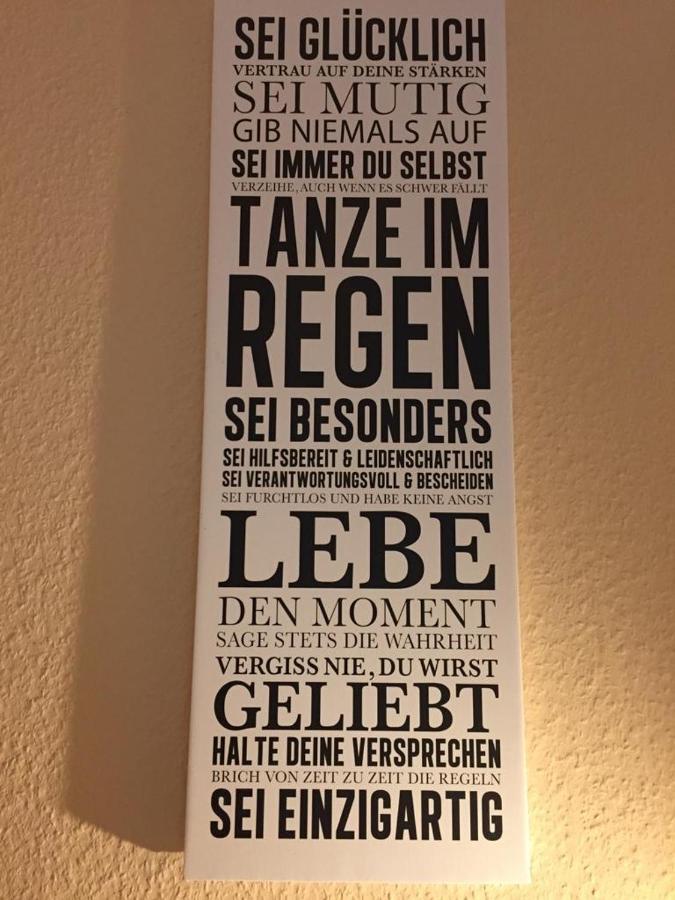 SEI GLÜCKLICH
VERTRAU AUF DEINE STÄRKEN
SEI MUTIG
GIB NIEMALS AUF
SEI IMMER DU SELBST
VERZEIHE, AUCH WENN ES SCHWER FÄLLT
TANZE IM
REGEN
SEI BESONDERS
SEI HILFSBEREIT & LEIDENSCHAFTLICH
SEI VERANTWORTUNGSVOLL & BESCHEIDEN
SEI FURCHTLOS UND HABE KEINE ANGST
LEBE
DEN MOMENT
SAGE STETS DIE WAHRHEIT
VERGISS NIE, DU WIRST
GELIEBT
HALTE DEINE VERSPRECHEN
BRICH VON ZEIT ZU ZEIT DIE REGELN
SEI EINZIGARTIG